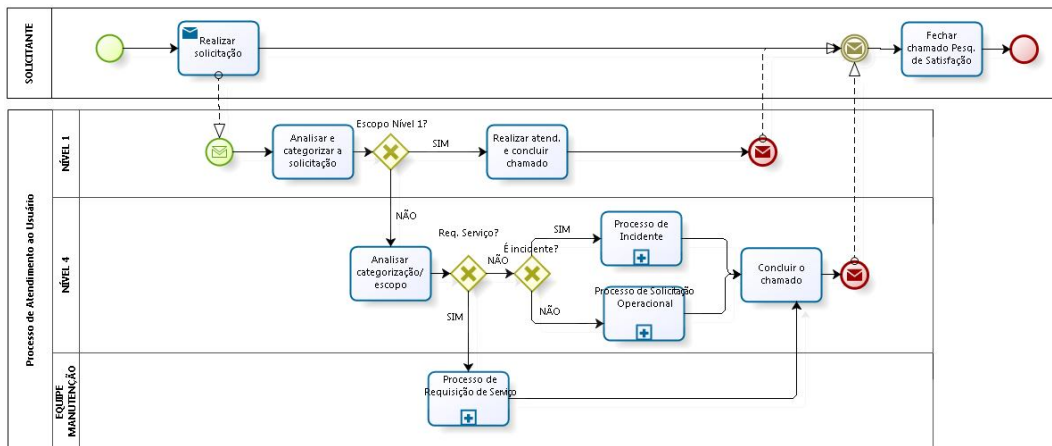 SOLICITANTE
Realizar
solicitação
Fechar
chamado Pesq.
de Satisfação
Processo de Atendimento ao Usuário
NÍVEL 1
Analisar e
categorizar a
solicitação
Escopo Nível 1?
SIM
Realizar atend.
e concluir
chamado
NÃO
NÍVEL 4
Analisar
categorização/
escopo
Req. Serviço?
NÃO
É incidente?
SIM
Processo de
Incidente
NÃO
Processo de Solicitação
Operacional
Concluir o
chamado
SIM
EQUIPE
MANUTENÇÃO
Processo de
Requisição de Serviço